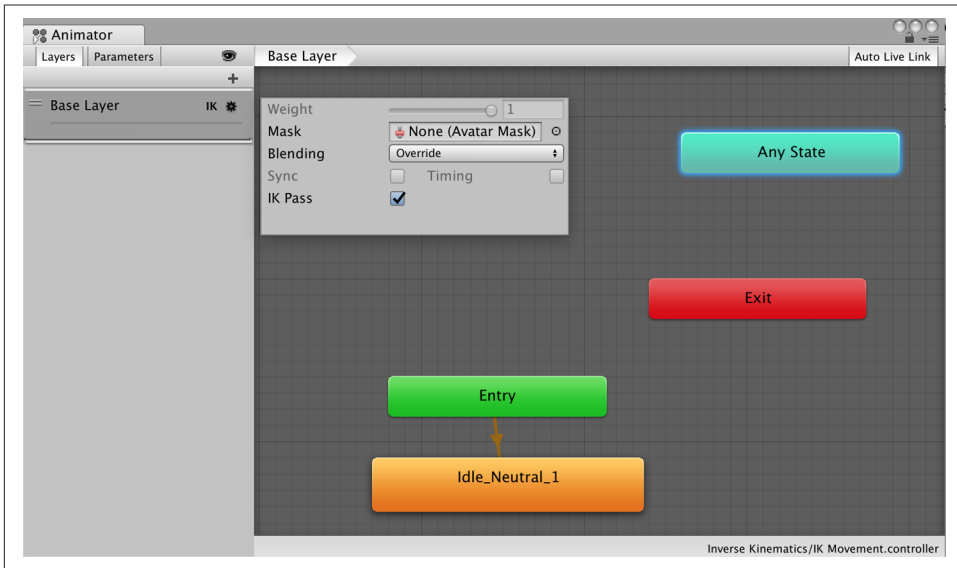 Animator
Layers Parameters
Base Layer Auto Live Link
+
Base Layer IK
Weight 1
Mask None (Avatar Mask)
Blending Override
Sync Timing
IK Pass
Any State
Exit
Entry
Idle_Neutral_1
Inverse Kinematics/IK Movement.controller